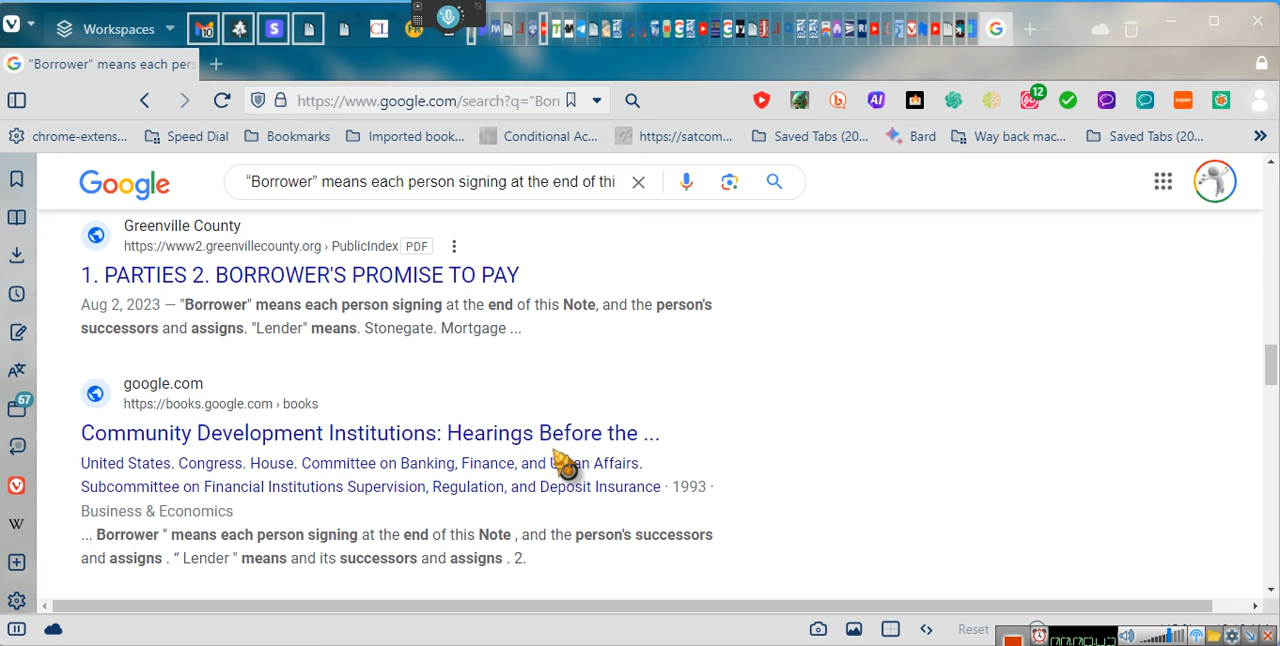 Workspaces
10
S
CL
FR
"Borrower” means each pers
https://www.google.com/search?q="Borr
AI
12
chrome-extens...
Speed Dial
Bookmarks
Imported book...
Conditional Ac...
https://satcom...
Saved Tabs (20...
Bard
Way back mac...
Saved Tabs (20...
Google
“Borrower” means each person signing at the end of thi
Greenville County
https://www2.greenvillecounty.org › PublicIndex PDF
1. PARTIES 2. BORROWER'S PROMISE TO PAY
Aug 2, 2023 — "Borrower" means each person signing at the end of this Note, and the person's
successors and assigns. "Lender" means. Stonegate. Mortgage ...
google.com
https://books.google.com › books
Community Development Institutions: Hearings Before the ...
United States. Congress. House. Committee on Banking, Finance, and Affairs.
Subcommittee on Financial Institutions Supervision, Regulation, and Deposit Insurance · 1993 ·
Business & Economics
... Borrower " means each person signing at the end of this Note , and the person's successors
and assigns . “ Lender " means and its successors and assigns . 2.
67
W
Reset